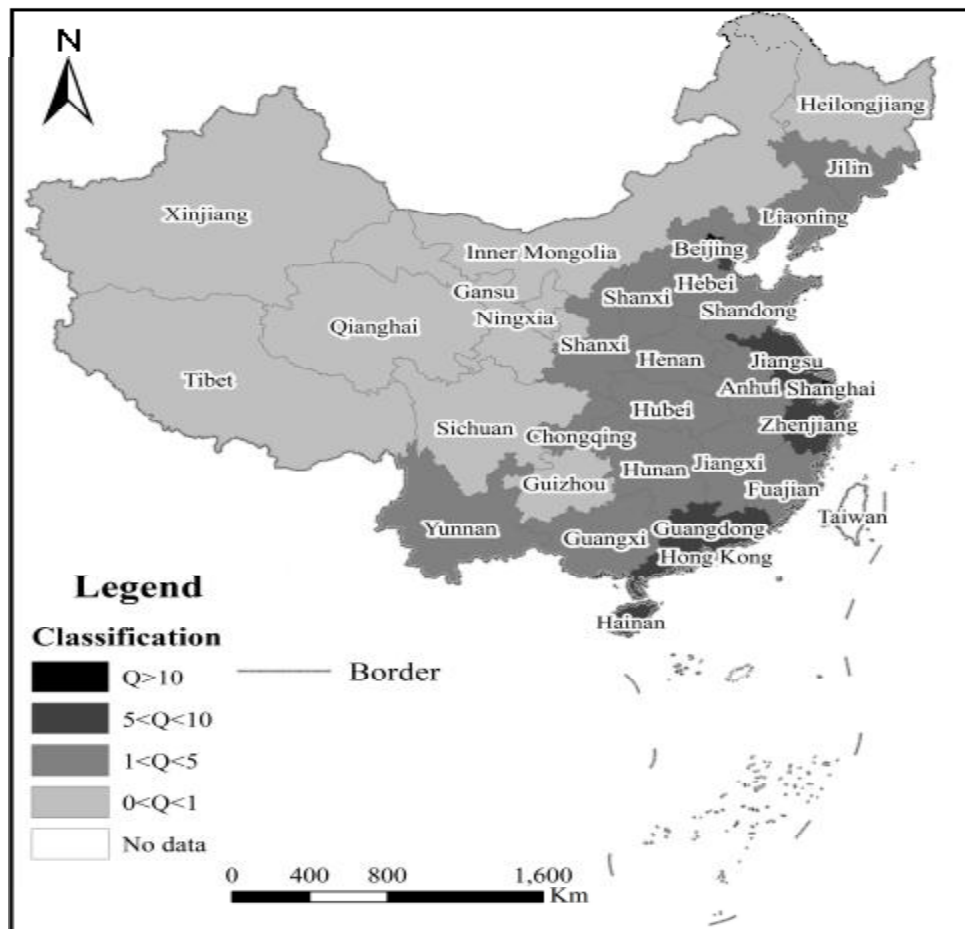 N
Heilongjiang
Jilin
Xinjiang
Liaoning
Inner Mongolia
Beijing
Gansu
Hebei
Shanxi
Shandong
Qianghai
Ningxia
Shanxi
Henan
Jiangsu
Tibet
Anhui
Shanghai
Hubei
Zhenjiang
Sichuan
Chongqing
Hunan
Jiangxi
Guizhou
Fuajian
Taiwan
Yunnan
Guangxi
Guangdong
Hong Kong
Hainan
Legend
Classification
Q>10
Border
5<Q<10
1<Q<5
0<Q<1
No data
0 400 800 1,600
Km